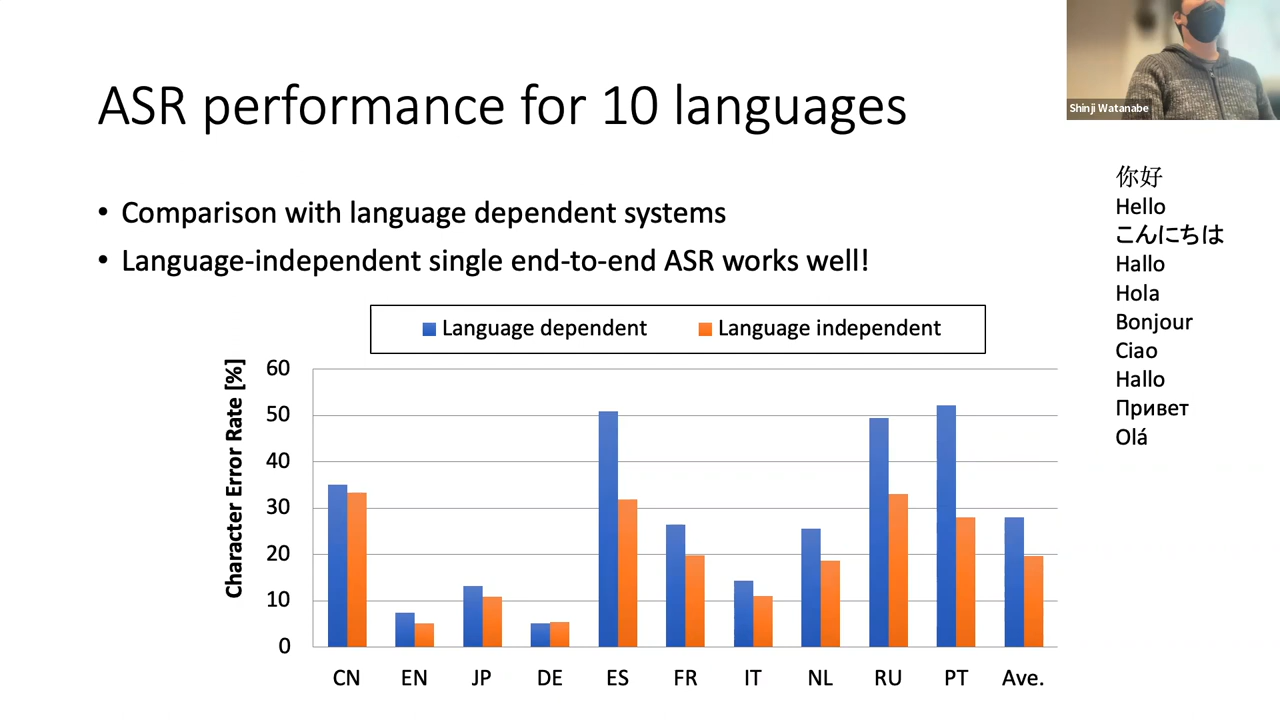 ASR performance for 10 languages
Shinji Watanabe
• Comparison with language dependent systems
• Language-independent single end-to-end ASR works well!
你好
Hello
こんにちは
Hallo
Hola
Bonjour
Ciao
Hallo
Привет
Olá
Language dependent Language independent
Character Error Rate [%]
60
50
40
30
20
10
0
CN EN JP DE ES FR IT NL RU PT Ave.